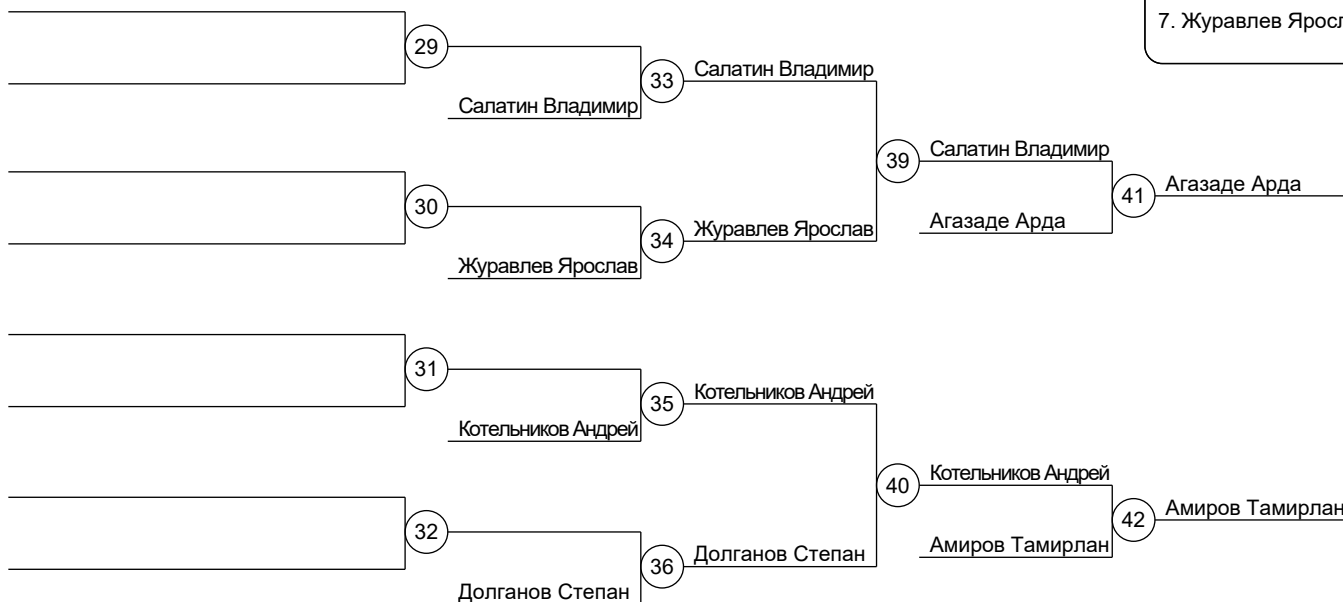 7. Журавлев Яросл
29
33
Салатин Владимир
Салатин Владимир
39
Салатин Владимир
41
Агазаде Арда
30
34
Журавлев Ярослав
Агазаде Арда
Журавлев Ярослав
31
35
Котельников Андрей
Котельников Андрей
40
Котельников Андрей
42
Амиров Тамирлан
32
36
Долганов Степан
Амиров Тамирлан
Долганов Степан